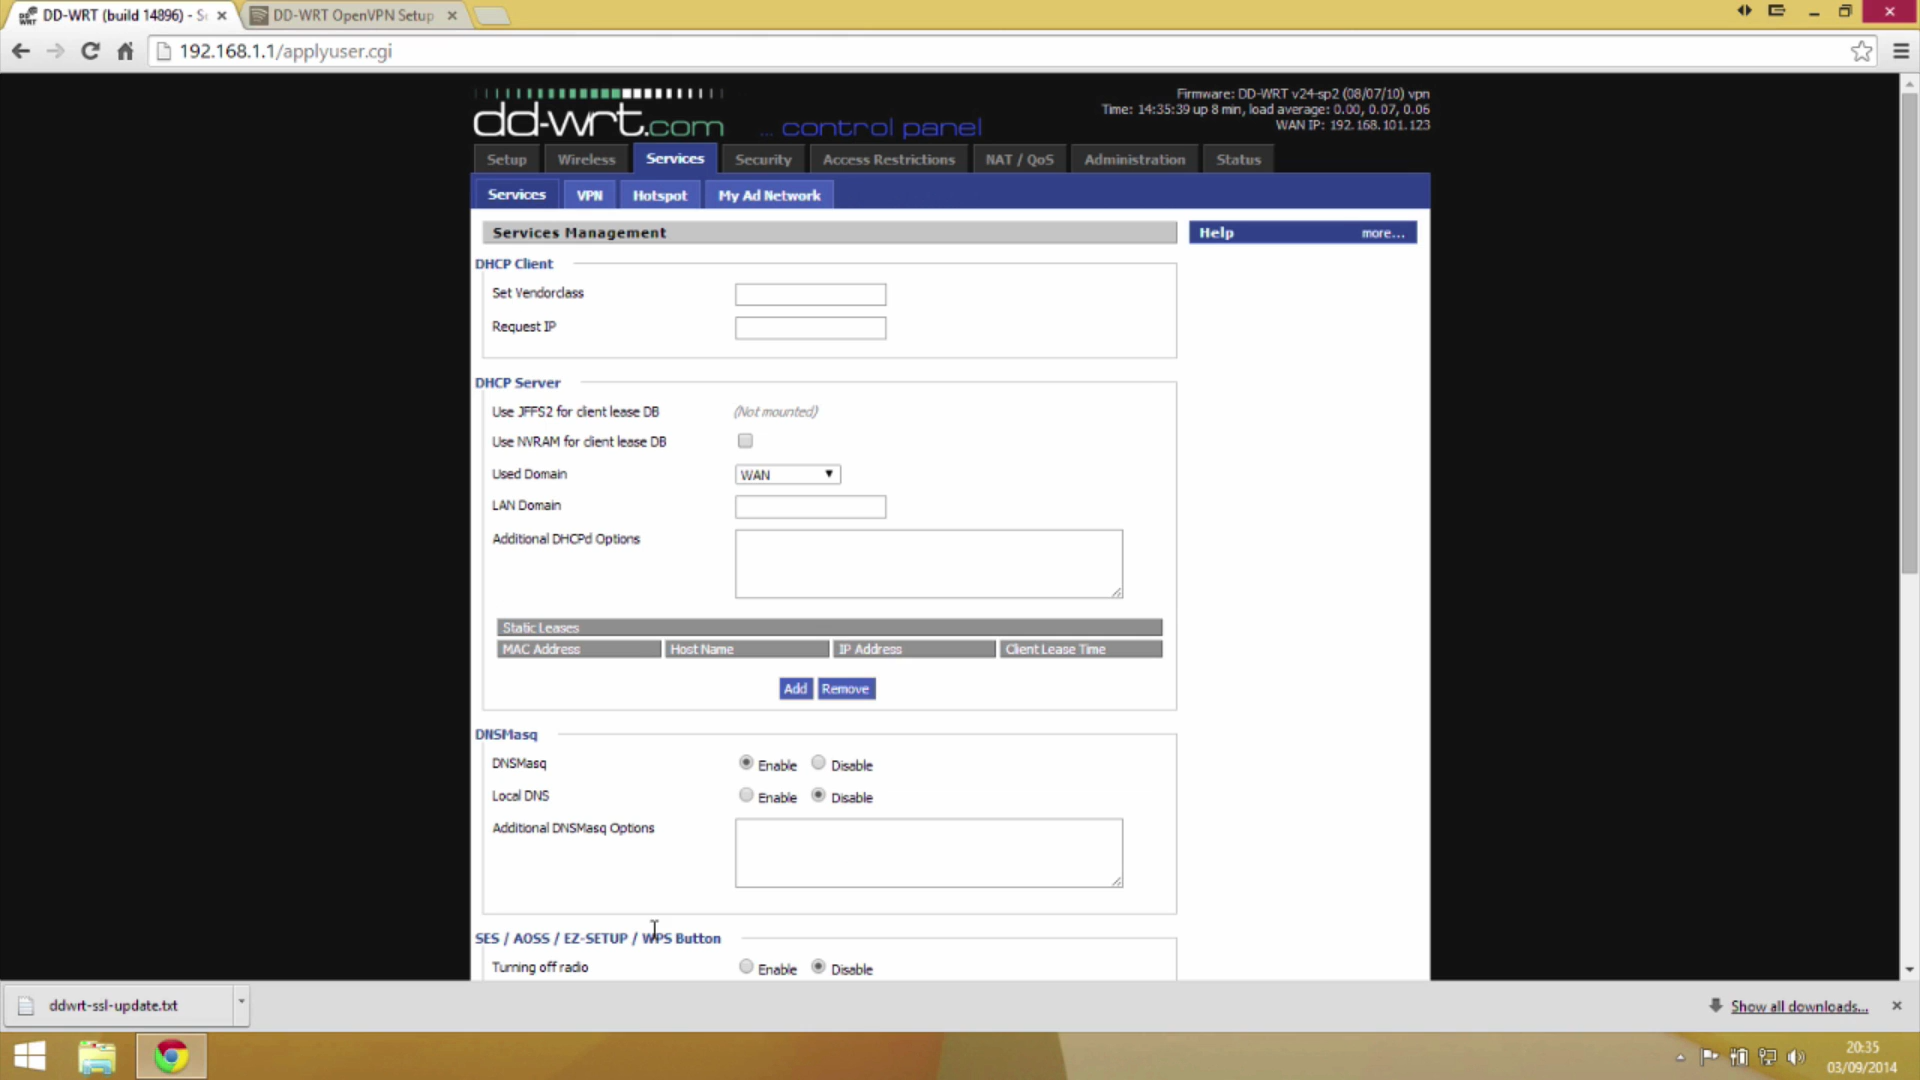 DD-WRT (build 14896) - Se
DD-WRT OpenVPN Setup
192.168.1.1/applyuser.cgi
dd-wrt.com ... control panel
Firmware: DD-WRT v24-sp2 (08/07/10) vpn
Time: 14:35:39 up 8 min, load average: 0.00, 0.07, 0.06
WAN IP: 192.168.101.123
Setup Wireless Services Security Access Restrictions NAT / QoS Administration Status
Services VPN Hotspot My Ad Network
Services Management
Help more...
DHCP Client
Set Vendorclass
Request IP
DHCP Server
Use JFFS2 for client lease DB (Not mounted)
Use NVRAM for client lease DB
Used Domain WAN
LAN Domain
Additional DHCPd Options
Static Leases
MAC Address Host Name IP Address Client Lease Time
Add Remove
DNSMasq
DNSMasq Enable Disable
Local DNS Enable Disable
Additional DNSMasq Options
SES / AOSS / EZ-SETUP / WPS Button
Turning off radio Enable Disable
ddwrt-ssl-update.txt
Show all downloads...
20:35
03/09/2014